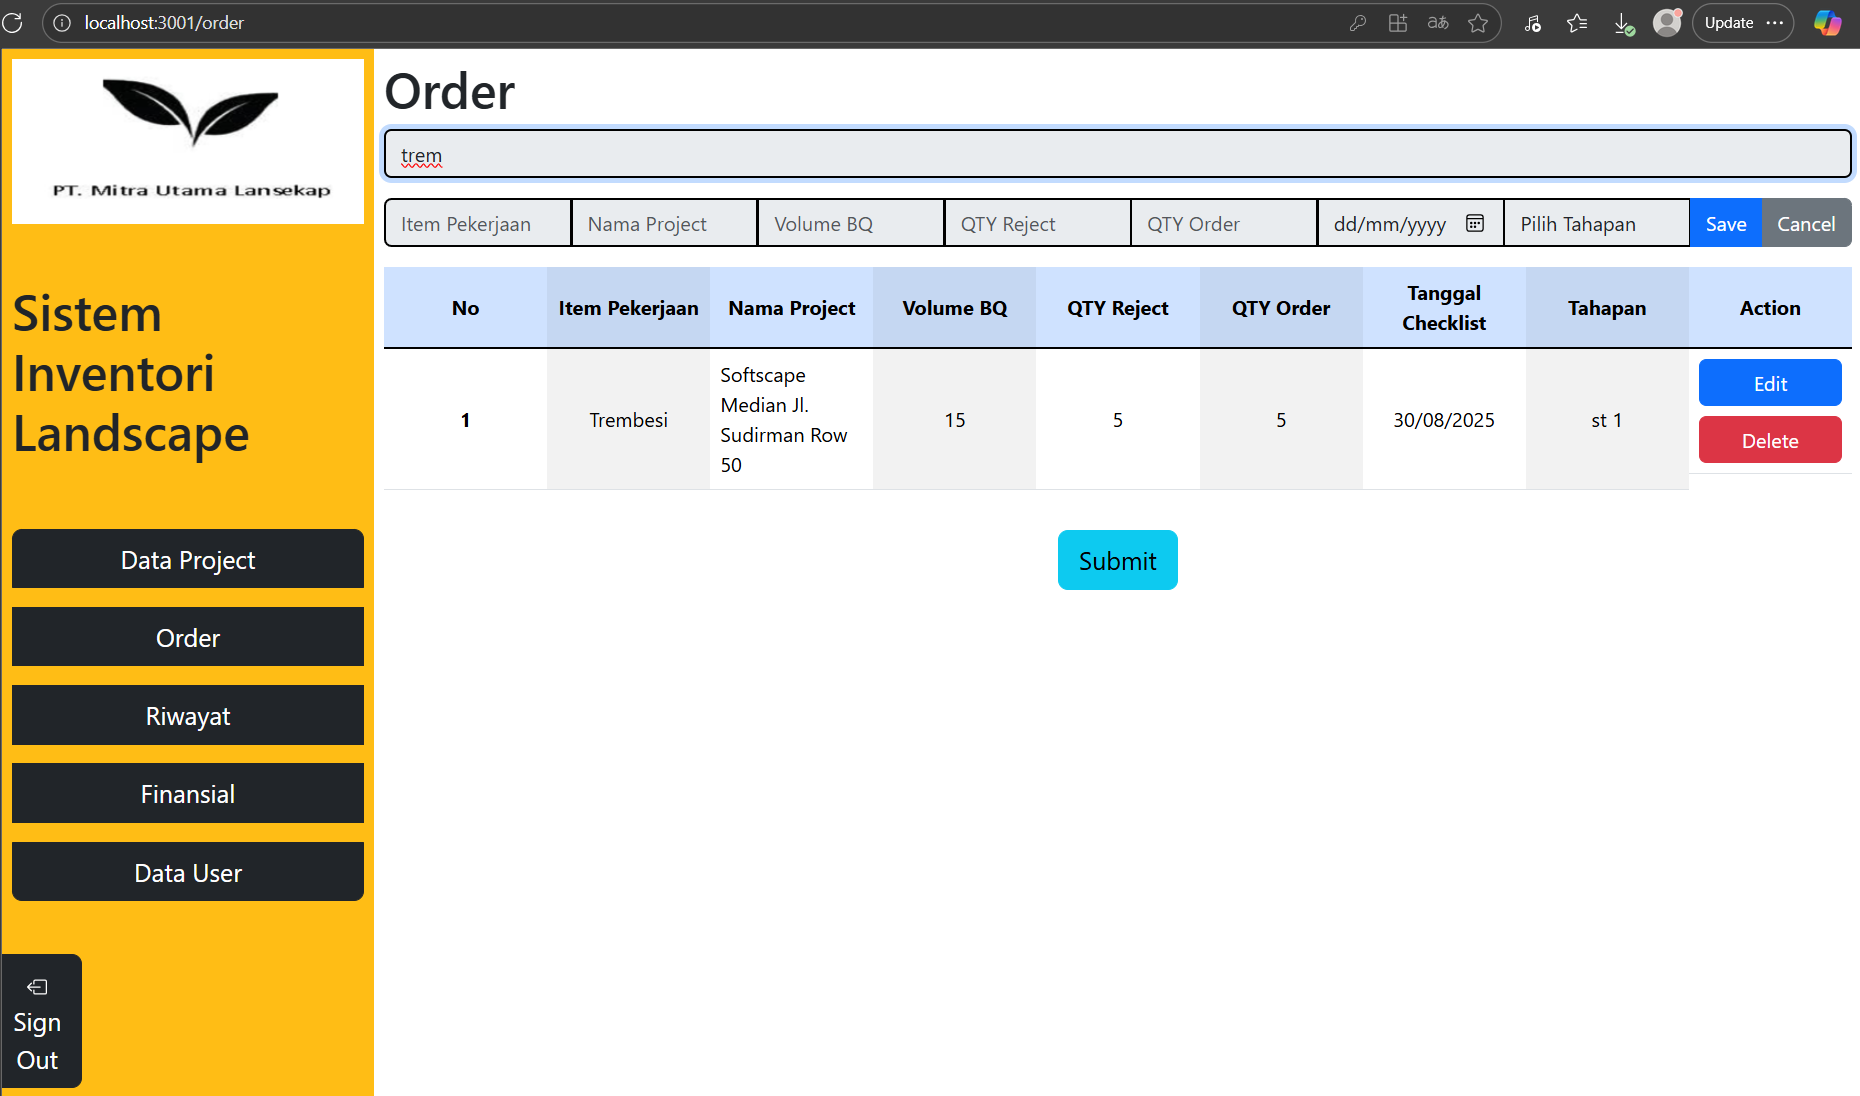 localhost:3001/order
Update
PT. Mitra Utama Lansekap
Sistem
Inventori
Landscape
Data Project
Order
Riwayat
Finansial
Data User
Sign
Out
Order
trem
Item Pekerjaan Nama Project Volume BQ QTY Reject QTY Order dd/mm/yyyy Pilih Tahapan Save Cancel
No Item Pekerjaan Nama Project Volume BQ QTY Reject QTY Order Tanggal Checklist Tahapan Action
1 Trembesi Softscape Median Jl. Sudirman Row 50 15 5 5 30/08/2025 st 1 Edit
Delete
Submit